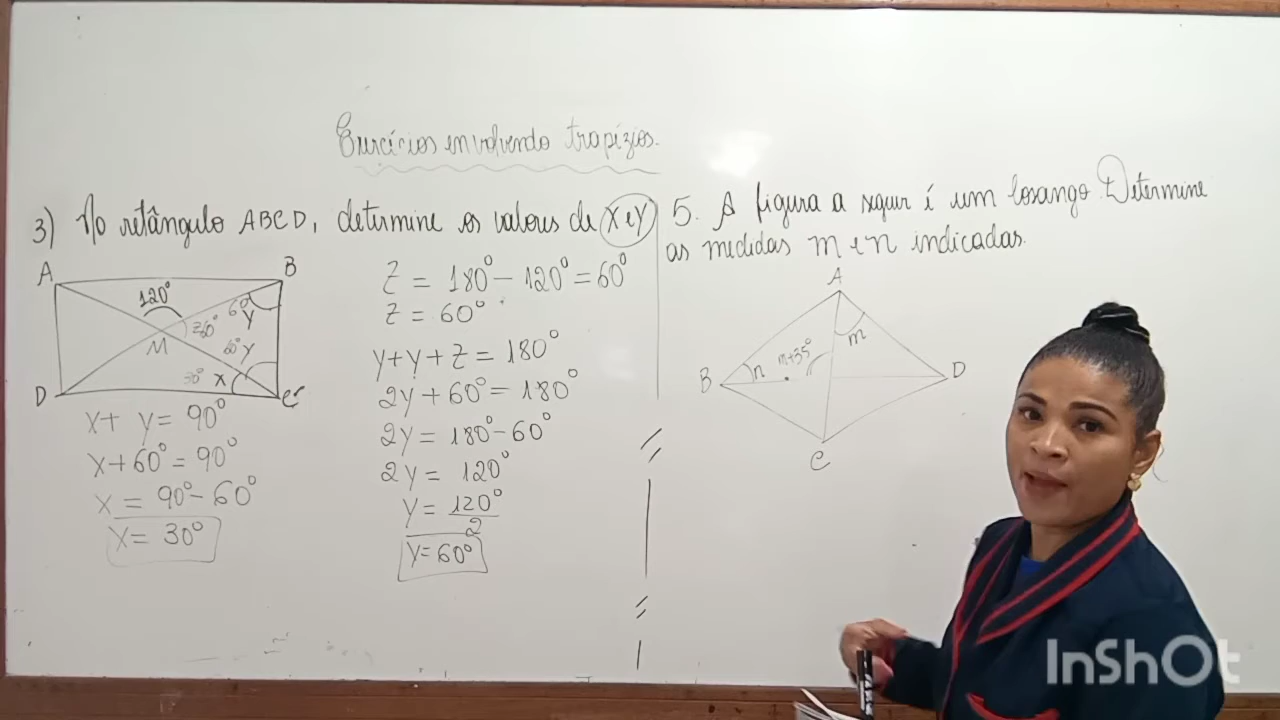 Exercícios envolvendo trapézios.
3) No retângulo ABCD, determine os valores de x e y
A
B
120°
60°
y
z 60°
M
60° y
30° x
D
C
x + y = 90°
x + 60° = 90°
x = 90° - 60°
x = 30°
z = 180° - 120° = 60°
z = 60°
y + y + z = 180°
2y + 60° = 180°
2y = 180° - 60°
2y = 120°
y = 120°
2
y = 60°
5. A figura a seguir é um losango. Determine
as medidas m e n indicadas.
A
m
m+35°
B
n
D
C
InShOt